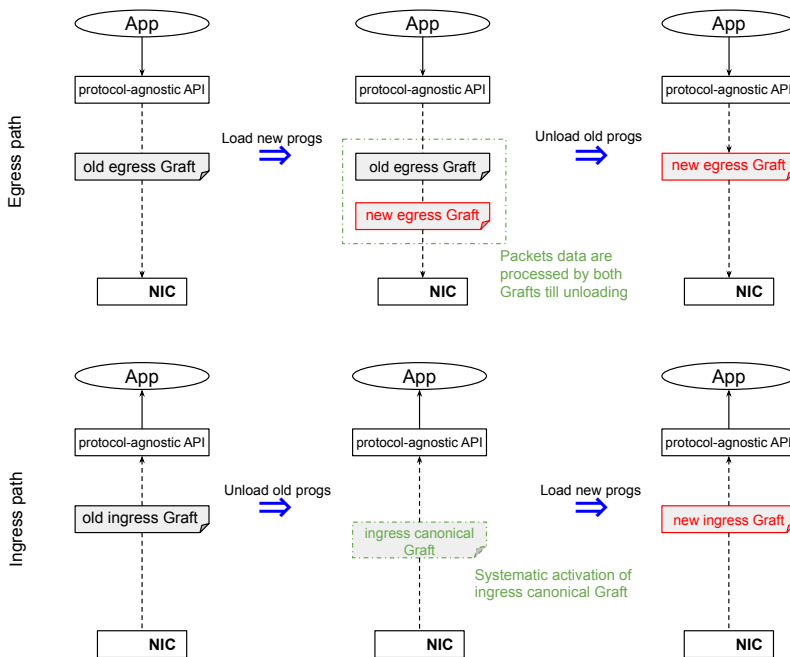 App
App
App
protocol-agnostic API
protocol-agnostic API
protocol-agnostic API
Egress path
Load new progs
Unload old progs
old egress Graft
old egress Graft
new egress Graft
new egress Graft
Packets data are
processed by both
Grafts till unloading
NIC
NIC
NIC
App
App
App
protocol-agnostic API
protocol-agnostic API
protocol-agnostic API
Ingress path
Unload old progs
Load new progs
old ingress Graft
ingress canonical
Graft
new ingress Graft
Systematic activation of
ingress canonical Graft
NIC
NIC
NIC